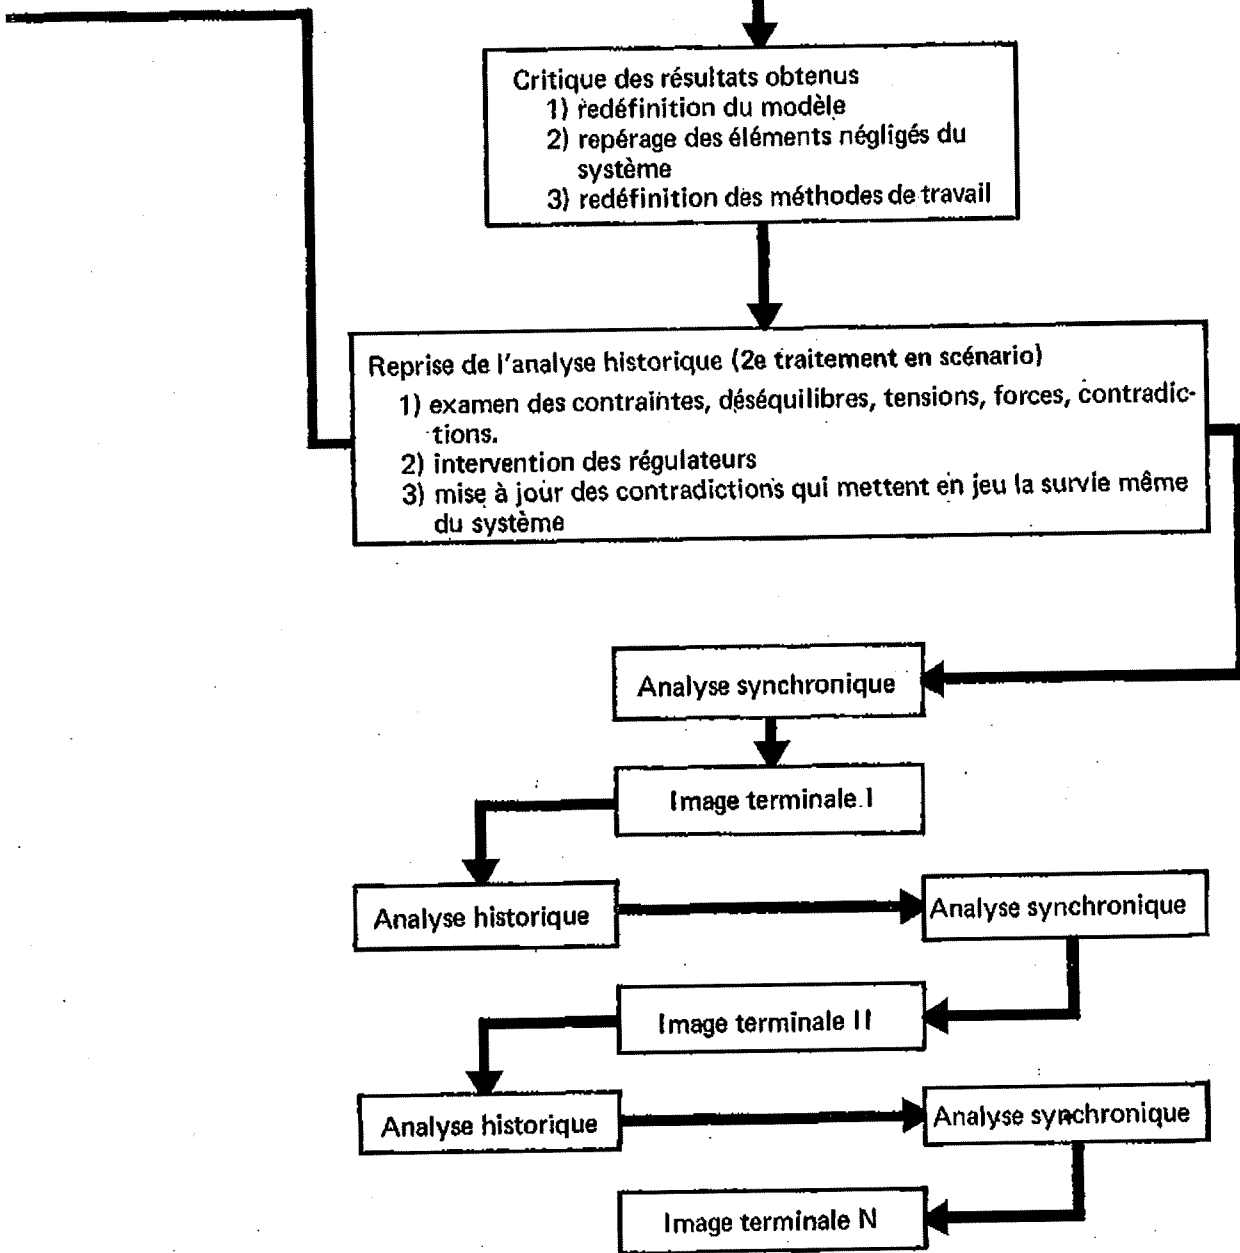 Critique des résultats obtenus
1) redéfinition du modèle
2) repérage des éléments négligés du
système
3) redéfinition des méthodes de travail
Reprise de l'analyse historique (2e traitement en scénario)
1) examen des contraintes, déséquilibres, tensions, forces, contradic-
tions.
2) intervention des régulateurs
3) mise à jour des contradictions qui mettent en jeu la survie même
du système
Analyse synchronique
Image terminale I
Analyse historique
Analyse synchronique
Image terminale II
Analyse historique
Analyse synchronique
Image terminale N